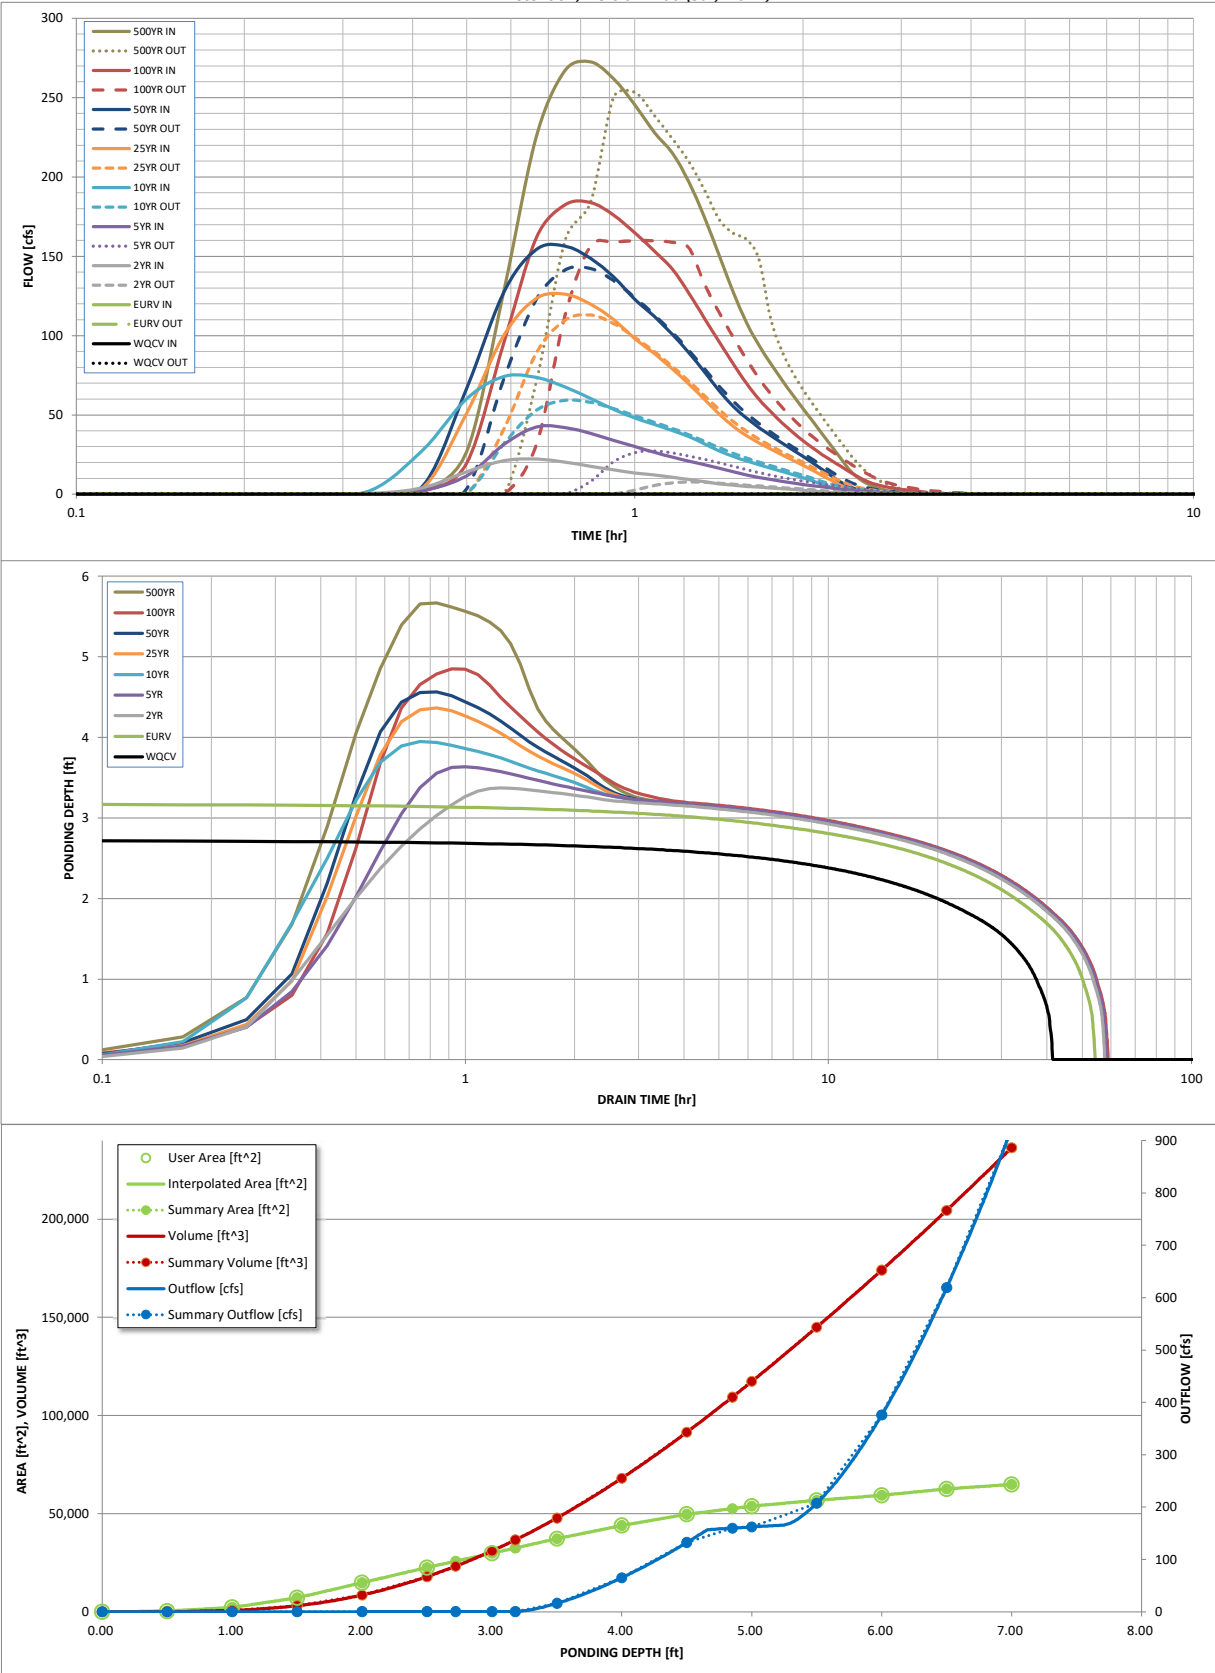 300
250
200
150
100
50
0
FLOW [cfs]
500YR IN
500YR OUT
100YR IN
100YR OUT
50YR IN
50YR OUT
25YR IN
25YR OUT
10YR IN
10YR OUT
5YR IN
5YR OUT
2YR IN
2YR OUT
EURV IN
EURV OUT
WQCV IN
WQCV OUT
0.1
1
10
TIME [hr]
6
5
4
3
2
1
0
PONDING DEPTH [ft]
500YR
100YR
50YR
25YR
10YR
5YR
2YR
EURV
WQCV
0.1
1
10
100
DRAIN TIME [hr]
User Area [ft^2]
Interpolated Area [ft^2]
Summary Area [ft^2]
Volume [ft^3]
Summary Volume [ft^3]
Outflow [cfs]
Summary Outflow [cfs]
200,000
150,000
100,000
50,000
0
AREA [ft^2], VOLUME [ft^3]
900
800
700
600
500
400
300
200
100
0
OUTFLOW [cfs]
0.00
1.00
2.00
3.00
4.00
5.00
6.00
7.00
8.00
PONDING DEPTH [ft]